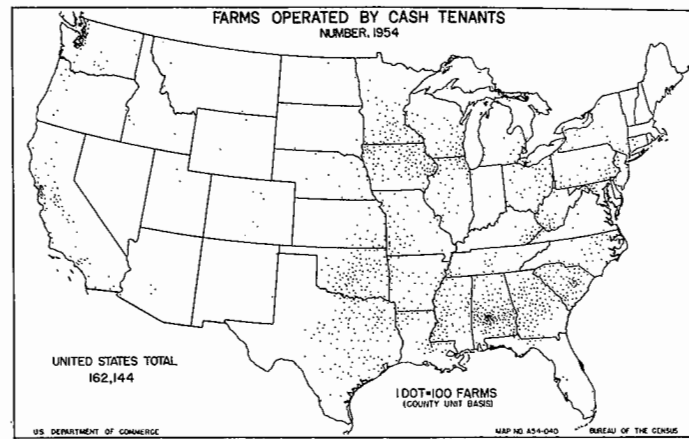 FARMS OPERATED BY CASH TENANTS
NUMBER, 1954
UNITED STATES TOTAL
162,144
1 DOT=100 FARMS
(COUNTY UNIT BASIS)
U.S. DEPARTMENT OF COMMERCE
MAP NO. A54-040
BUREAU OF THE CENSUS